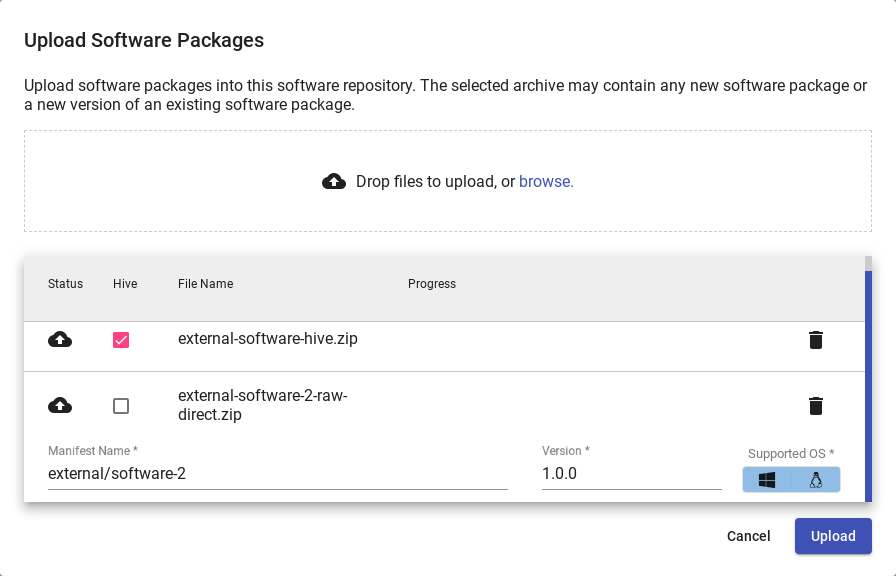 Upload Software Packages
Upload software packages into this software repository. The selected archive may contain any new software package or
a new version of an existing software package.
Drop files to upload, or browse.
Status Hive File Name Progress
external-software-hive.zip
external-software-2-raw-
direct.zip
Manifest Name * Version * Supported OS *
external/software-2 1.0.0
Cancel Upload